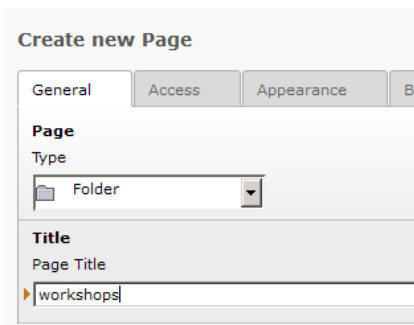 Create new Page
General Access Appearance B
Page
Type
Folder
Title
Page Title
workshops